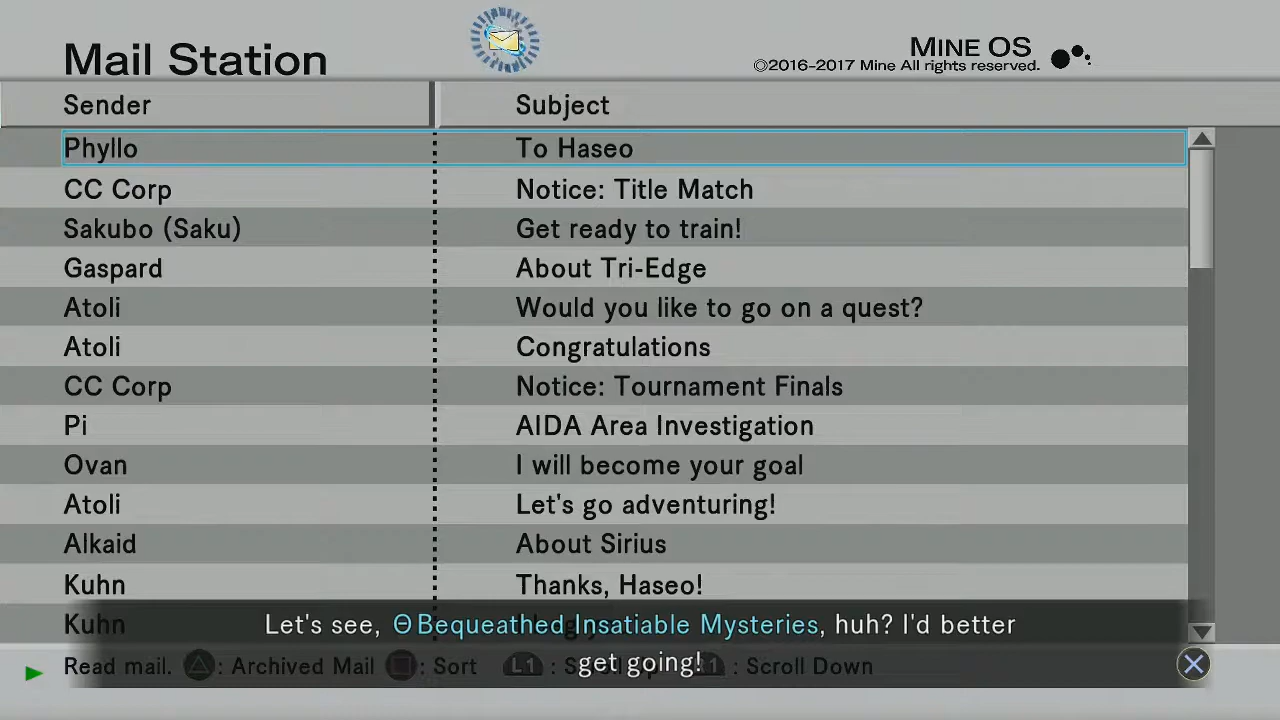 Mail Station
MINE OS
©2016-2017 Mine All rights reserved.
Sender Subject
Phyllo To Haseo
CC Corp Notice: Title Match
Sakubo (Saku) Get ready to train!
Gaspard About Tri-Edge
Atoli Would you like to go on a quest?
Atoli Congratulations
CC Corp Notice: Tournament Finals
Pi AIDA Area Investigation
Ovan I will become your goal
Atoli Let's go adventuring!
Alkaid About Sirius
Kuhn Thanks, Haseo!
Kuhn
Let's see, ΘBequeathed Insatiable Mysteries, huh? I'd better
get going!
Read mail. : Archived Mail : Sort L1 : : Scroll Down